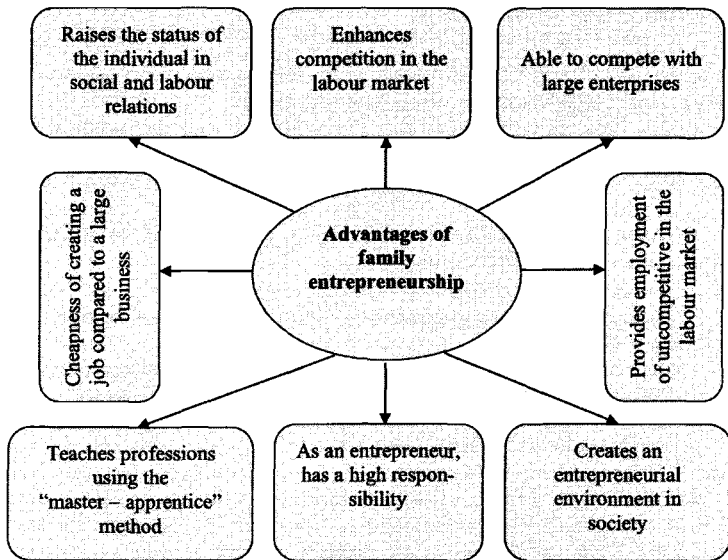 Raises the status of
the individual in
social and labour
relations
Enhances
competition in the
labour market
Able to compete with
large enterprises
Cheapness of creating a
job compared to a large
business
Advantages of
family
entrepreneurship
Provides employment
of uncompetitive in the
labour market
Teaches professions
using the
“master – apprentice”
method
As an entrepreneur,
has a high respon-
sibility
Creates an
entrepreneurial
environment in
society